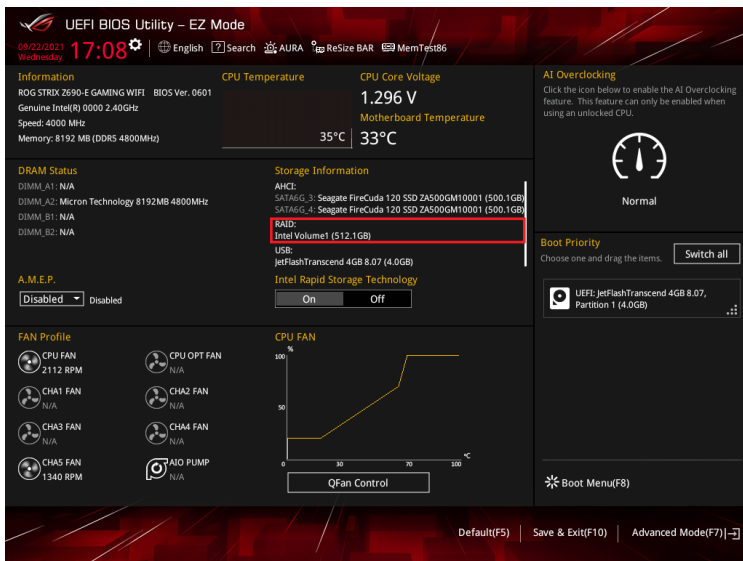 UEFI BIOS Utility – EZ Mode
09/22/2021 Wednesday 17:08 English ? Search AURA ReSize BAR MemTest86
Information
ROG STRIX Z690-E GAMING WIFI BIOS Ver. 0601
Genuine Intel(R) 0000 2.40GHz
Speed: 4000 MHz
Memory: 8192 MB (DDR5 4800MHz)
CPU Temperature
35°C
CPU Core Voltage
1.296 V
Motherboard Temperature
33°C
AI Overclocking
Click the icon below to enable the AI Overclocking
feature. This feature can only be enabled when
using an unlocked CPU.
Normal
DRAM Status
DIMM_A1: N/A
DIMM_A2: Micron Technology 8192MB 4800MHz
DIMM_B1: N/A
DIMM_B2: N/A
Storage Information
AHCI:
SATA6G_3: Seagate FireCuda 120 SSD ZA500GM10001 (500.1GB)
SATA6G_4: Seagate FireCuda 120 SSD ZA500GM10001 (500.1GB)
RAID:
Intel Volume1 (512.1GB)
USB:
JetFlashTranscend 4GB 8.07 (4.0GB)
A.M.E.P.
Disabled Disabled
Intel Rapid Storage Technology
On Off
Boot Priority
Choose one and drag the items.
Switch all
UEFI: JetFlashTranscend 4GB 8.07,
Partition 1 (4.0GB)
FAN Profile
CPU FAN
2112 RPM
CPU OPT FAN
N/A
CHA1 FAN
N/A
CHA2 FAN
N/A
CHA3 FAN
N/A
CHA4 FAN
N/A
CHA5 FAN
1340 RPM
AIO PUMP
N/A
CPU FAN
%
100
50
0 30 70 100
°C
QFan Control
Boot Menu(F8)
Default(F5) Save & Exit(F10) Advanced Mode(F7)